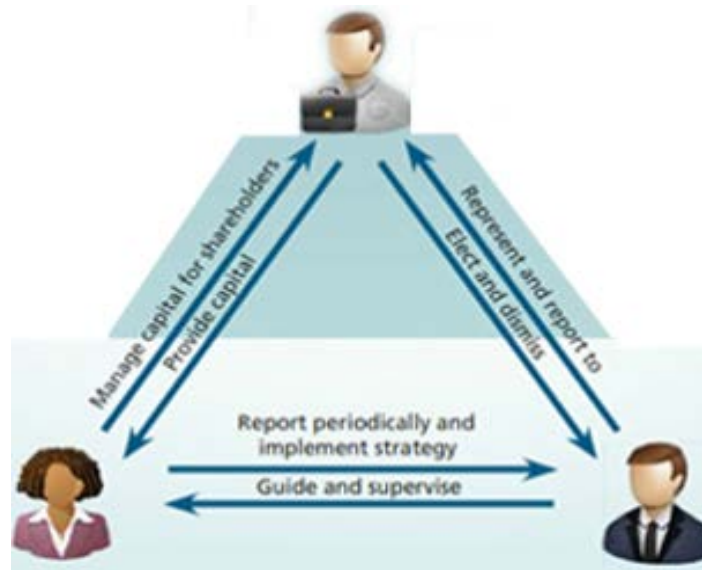 Manage capital for shareholders
Provide capital
Represent and report to
Elect and dismiss
Report periodically and
implement strategy
Guide and supervise